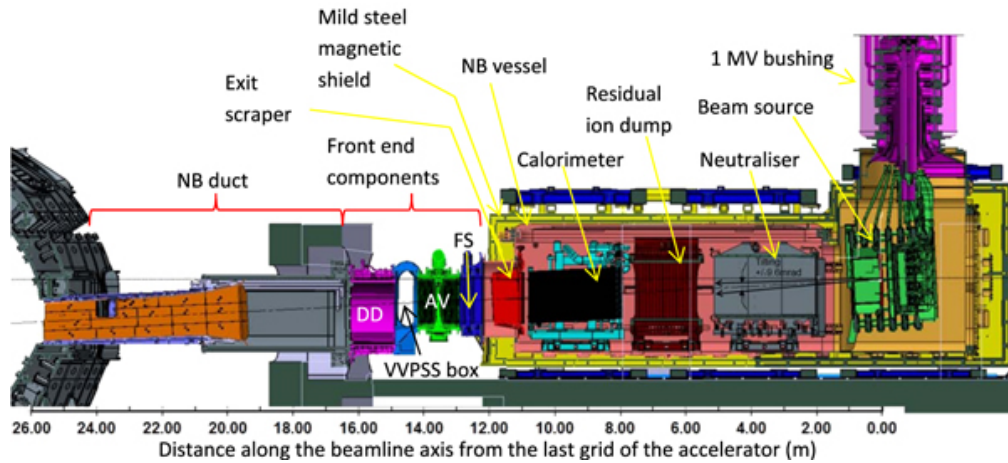 Mild steel
magnetic
shield
NB vessel
1 MV bushing
Exit
scraper
Residual
ion dump
Beam source
Front end
components
Calorimeter
Neutraliser
NB duct
FS
Tilting
+/-9.6mrad
DD
AV
VVPSS box
26.00 24.00 22.00 20.00 18.00 16.00 14.00 12.00 10.00 8.00 6.00 4.00 2.00 0.00
Distance along the beamline axis from the last grid of the accelerator (m)